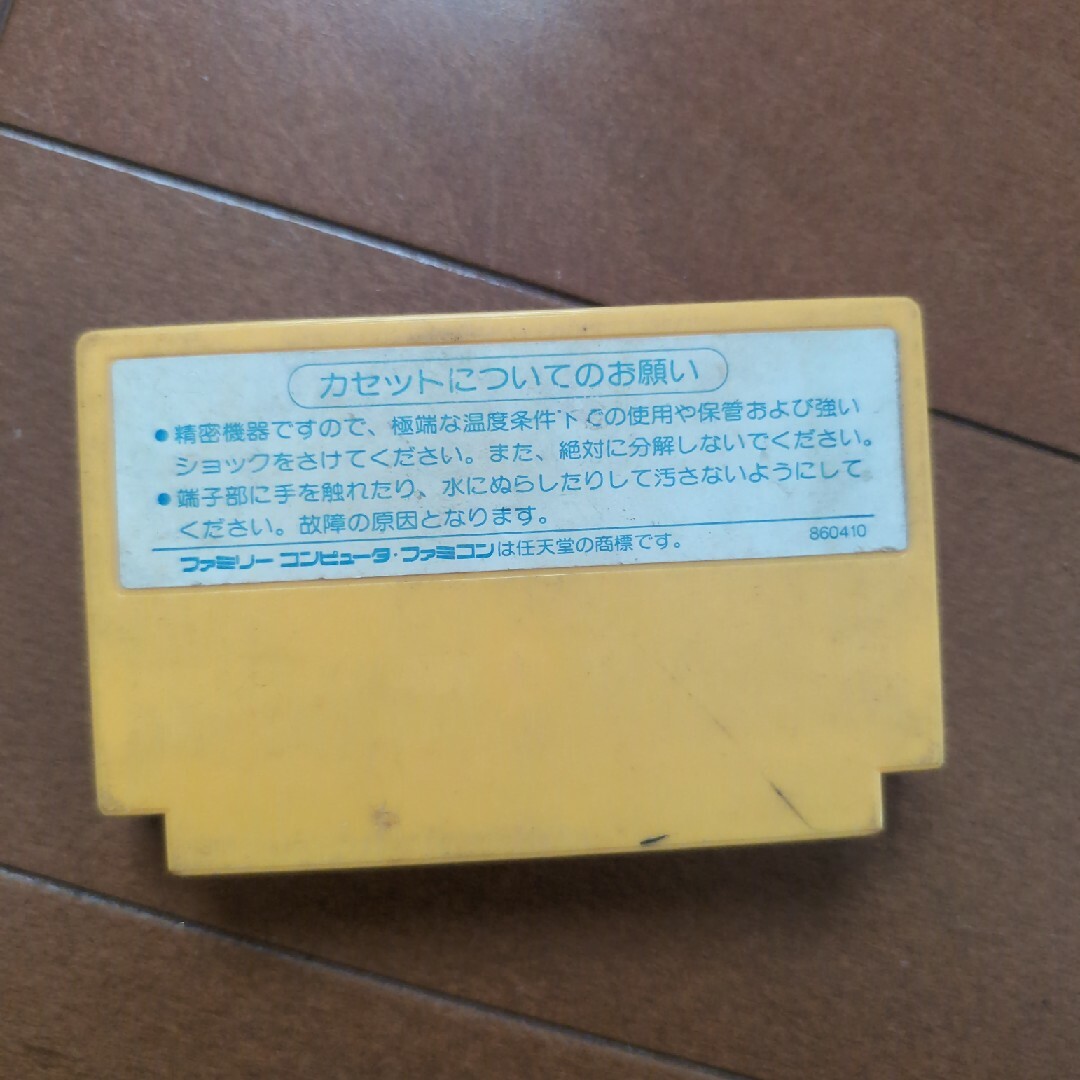 カセットについてのお願い
●精密機器ですので、極端な温度条件下での使用や保管および強い
ショックをさけてください。また、絶対に分解しないでください。
●端子部に手を触れたり、水にぬらしたりして汚さないようにして
ください。故障の原因となります。
860410
ファミリーコンピュータ・ファミコンは任天堂の商標です。